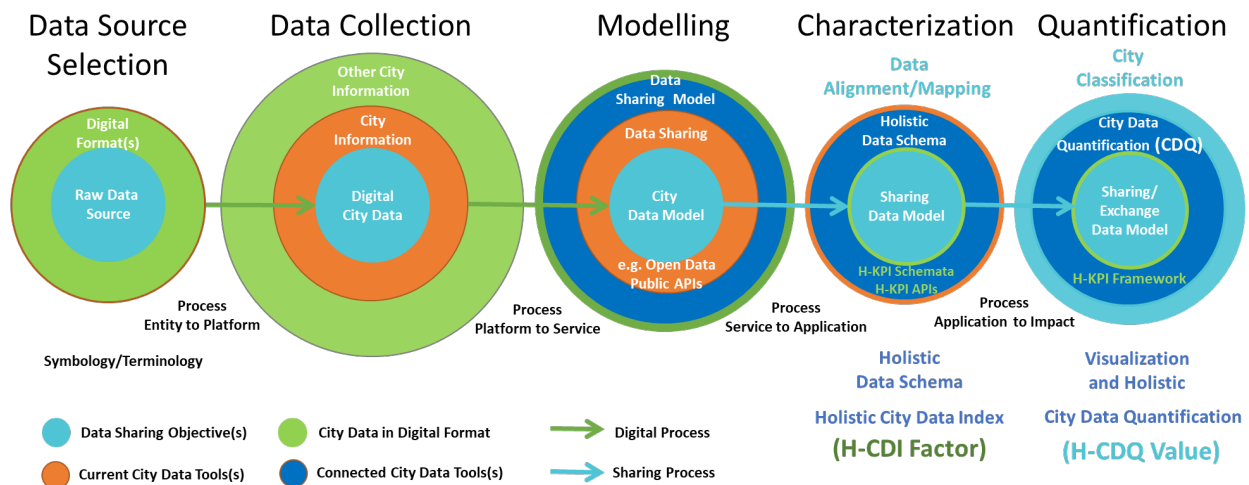 Data Source
Selection
Data Collection
Modelling
Characterization
Quantification
Digital
Format(s)
Raw Data
Source
Other City
Information
City
Information
Digital
City Data
Data
Sharing Model
Data Sharing
City
Data Model
e.g. Open Data
Public APIs
Data
Alignment/Mapping
Holistic
Data Schema
Sharing
Data Model
H-KPI Schemata
H-KPI APIs
City
Classification
City Data
Quantification (CDQ)
Sharing/
Exchange
Data Model
H-KPI Framework
Process
Entity to Platform
Process
Platform to Service
Process
Service to Application
Process
Application to Impact
Symbology/Terminology
Data Sharing Objective(s)
City Data in Digital Format
Digital Process
Current City Data Tools(s)
Connected City Data Tools(s)
Sharing Process
Holistic
Data Schema
Holistic City Data Index
(H-CDI Factor)
Visualization
and Holistic
City Data Quantification
(H-CDQ Value)